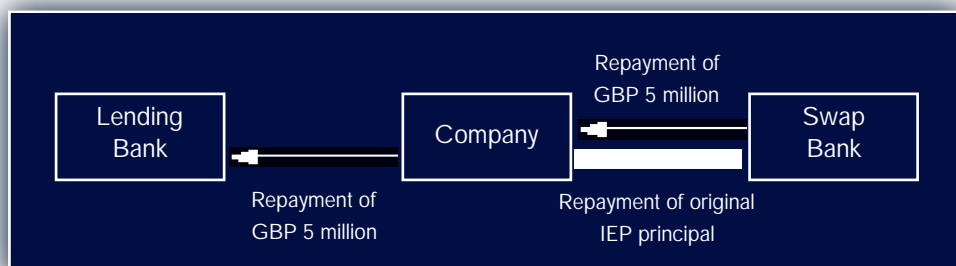 Repayment of
GBP 5 million
Lending
Bank
Company
Swap
Bank
Repayment of
GBP 5 million
Repayment of original
IEP principal